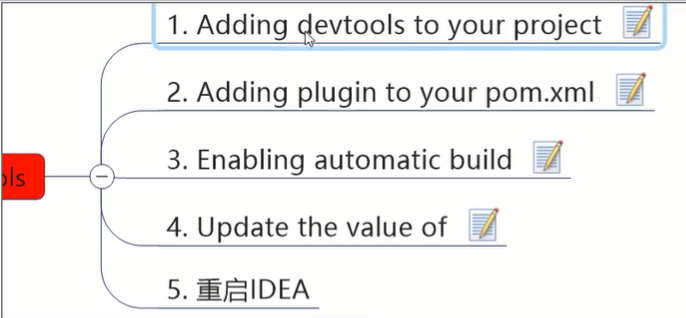 1. Adding devtools to your project
2. Adding plugin to your pom.xml
3. Enabling automatic build
ols
4. Update the value of
5. 重启IDEA